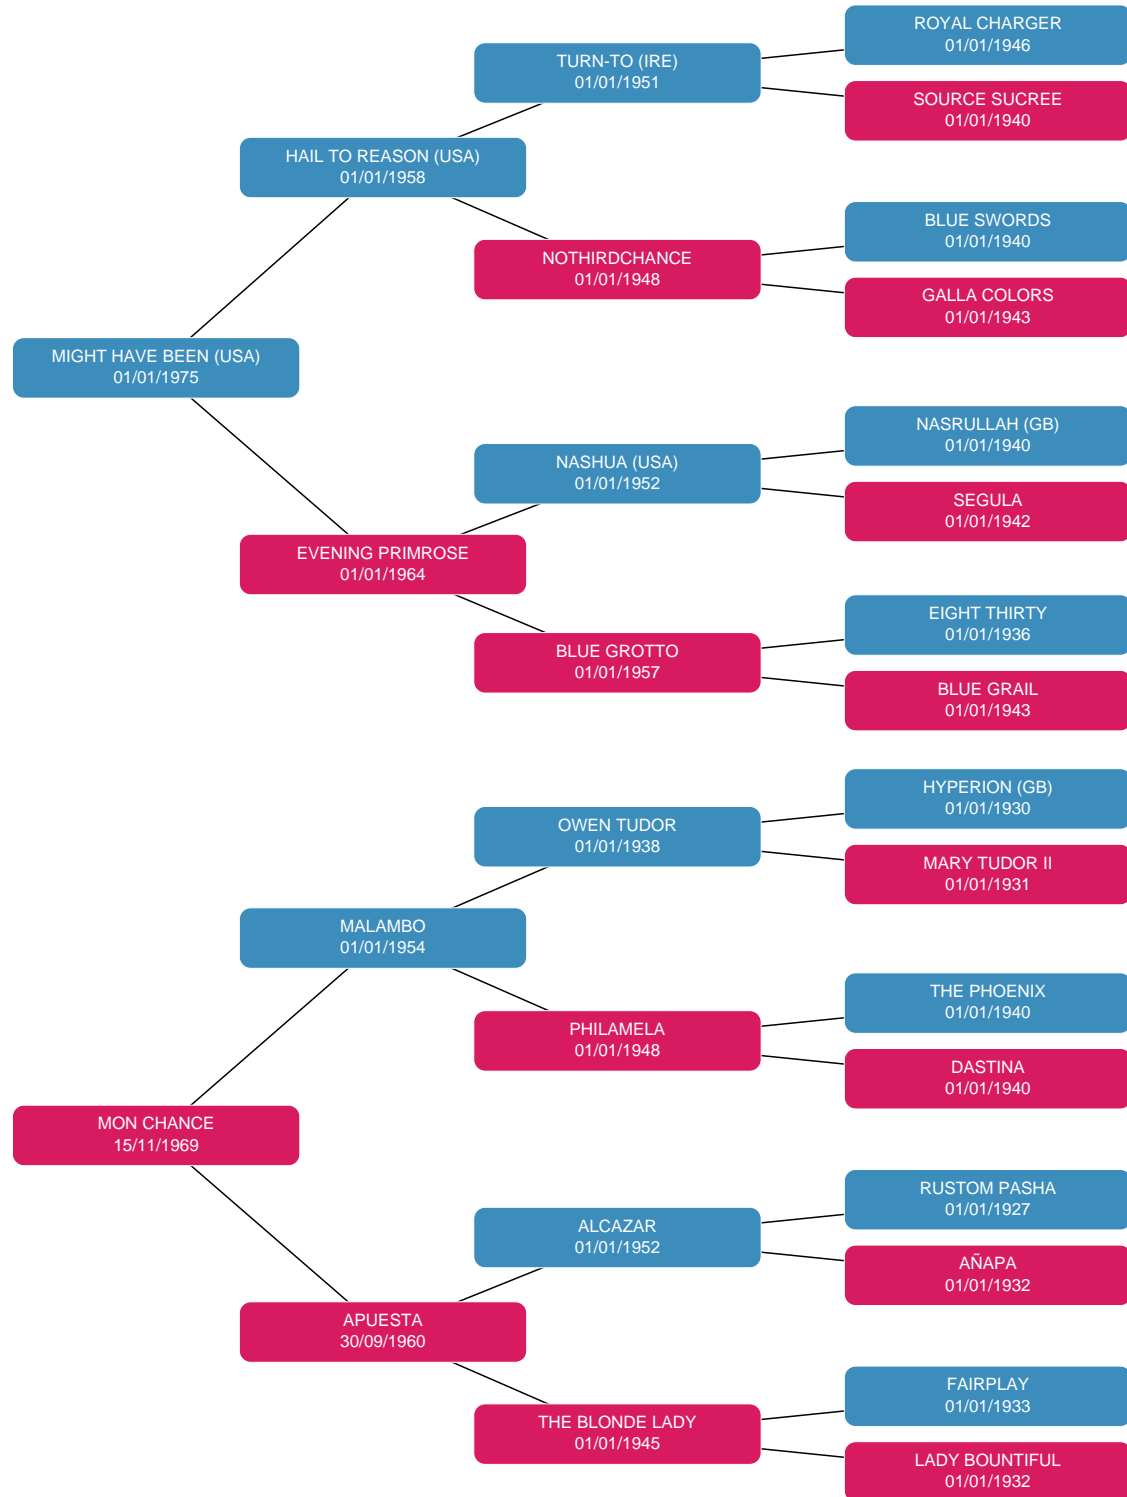 ROYAL CHARGER
01/01/1946
TURN-TO (IRE)
01/01/1951
SOURCE SUCREE
01/01/1940
HAIL TO REASON (USA)
01/01/1958
BLUE SWORDS
01/01/1940
NOTHIRDCHANCE
01/01/1948
GALLA COLORS
01/01/1943
MIGHT HAVE BEEN (USA)
01/01/1975
NASRULLAH (GB)
01/01/1940
NASHUA (USA)
01/01/1952
SEGULA
01/01/1942
EVENING PRIMROSE
01/01/1964
EIGHT THIRTY
01/01/1936
BLUE GROTTO
01/01/1957
BLUE GRAIL
01/01/1943
HYPERION (GB)
01/01/1930
OWEN TUDOR
01/01/1938
MARY TUDOR II
01/01/1931
MALAMBO
01/01/1954
THE PHOENIX
01/01/1940
PHILAMELA
01/01/1948
DASTINA
01/01/1940
MON CHANCE
15/11/1969
RUSTOM PASHA
01/01/1927
ALCAZAR
01/01/1952
AÑAPA
01/01/1932
APUESTA
30/09/1960
FAIRPLAY
01/01/1933
THE BLONDE LADY
01/01/1945
LADY BOUNTIFUL
01/01/1932